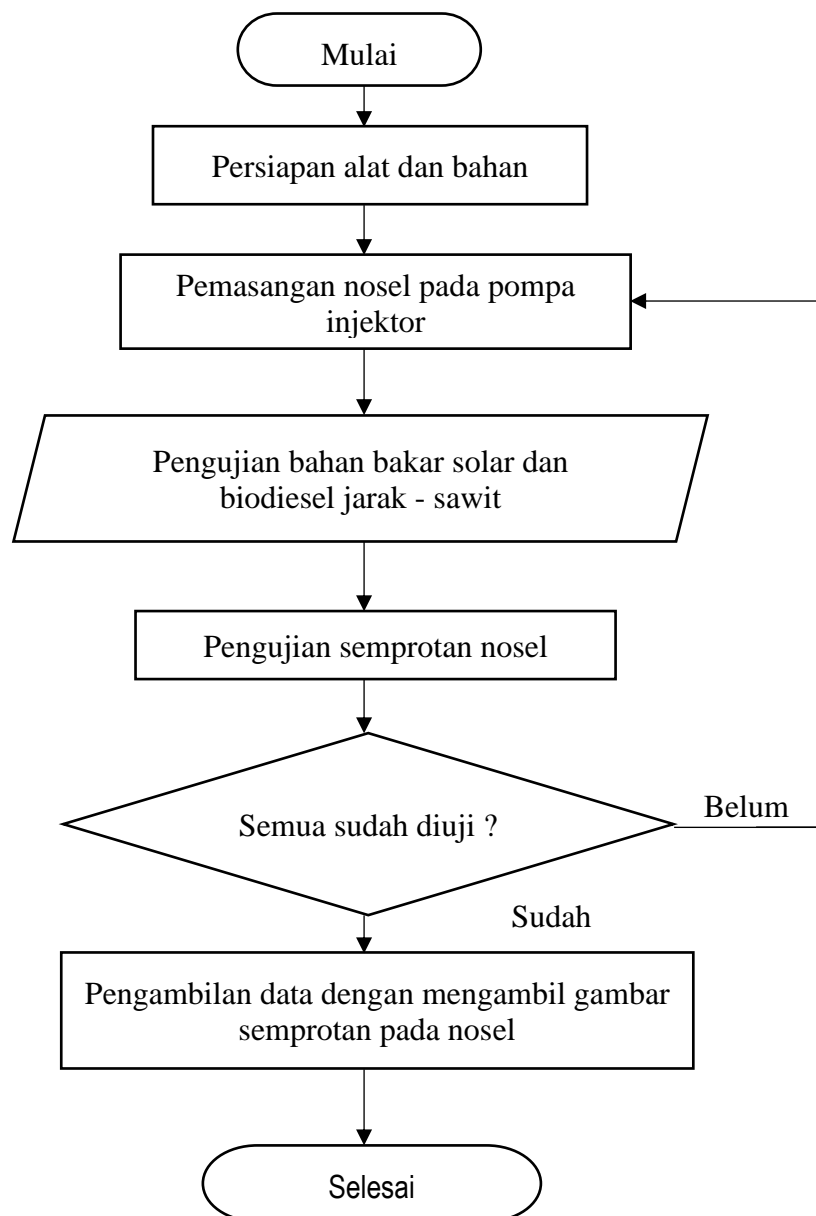 Mulai
Persiapan alat dan bahan
Pemasangan nosel pada pompa
injektor
Pengujian bahan bakar solar dan
biodiesel jarak - sawit
Pengujian semprotan nosel
Semua sudah diuji ?
Belum
Sudah
Pengambilan data dengan mengambil gambar
semprotan pada nosel
Selesai